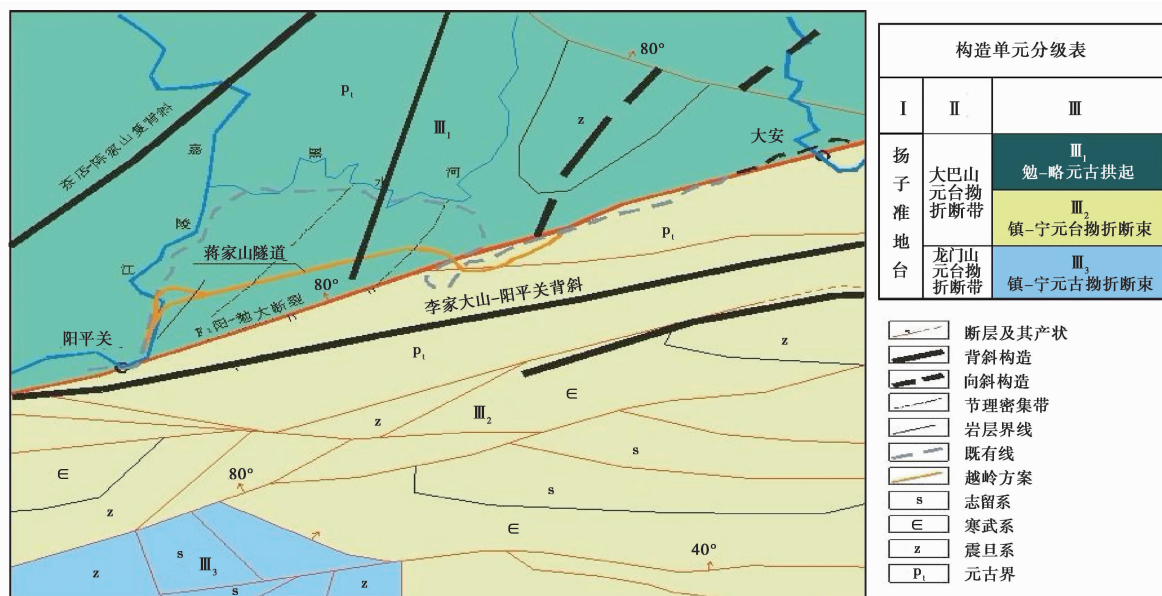 80°
Pt
Ⅲ1
z
大安
茶店-陈家山复背斜
嘉
陵
江
黑
水
河
蒋家山隧道
80°
F1阳-勉大断裂
Pt
李家大山-阳平关背斜
阳平关
Pt
z
∈
Ⅲ2
z
s
∈
80°
s
z
∈
s
Ⅲ3
z
40°
s
z
构造单元分级表
Ⅰ
Ⅱ
Ⅲ
扬子准地台
大巴山
元台拗
折断带
Ⅲ1
勉-略元古拱起
Ⅲ2
镇-宁元台拗折断束
龙门山
元台拗
折断带
Ⅲ3
镇-宁元古拗折断束
断层及其产状
背斜构造
向斜构造
节理密集带
岩层界线
既有线
越岭方案
s 志留系
∈ 寒武系
z 震旦系
Pt 元古界